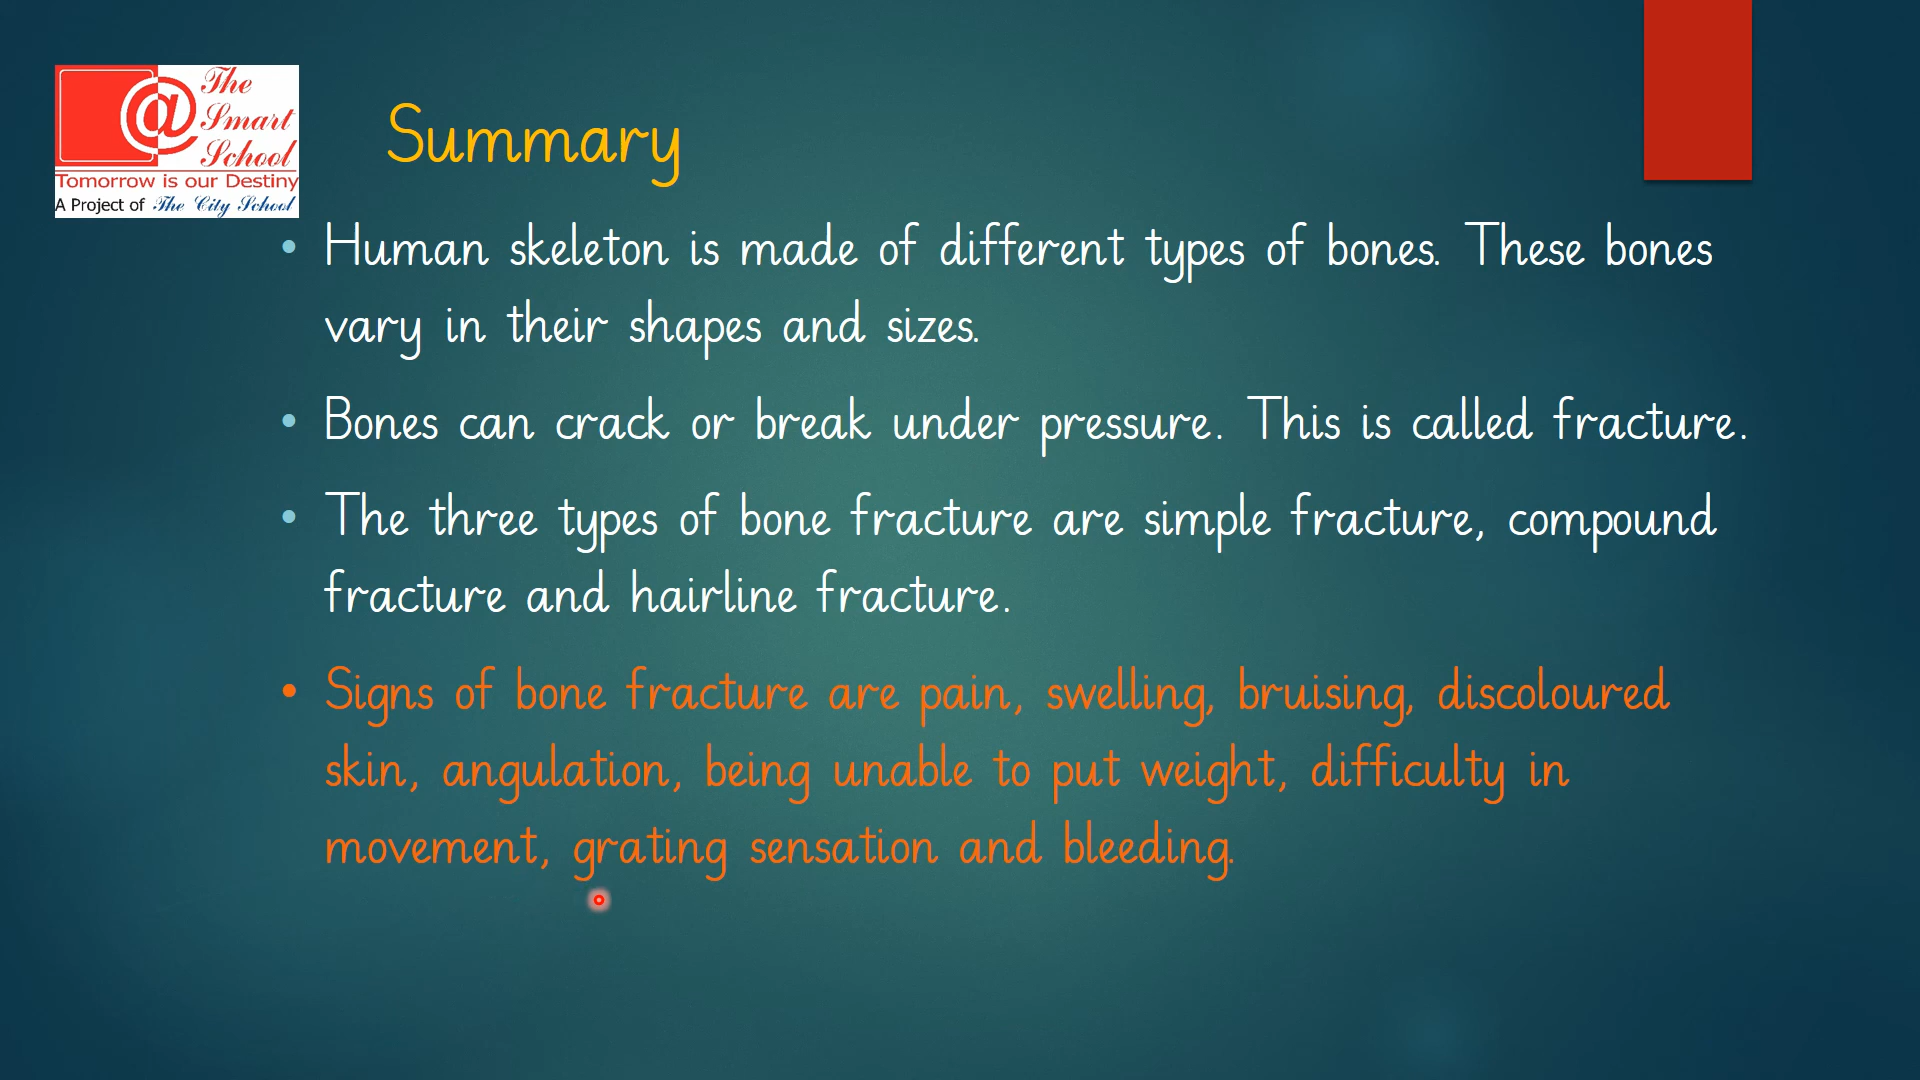 The
Smart
School
Tomorrow is our Destiny
A Project of The City School
Summary
• Human skeleton is made of different types of bones. These bones
vary in their shapes and sizes.
• Bones can crack or break under pressure. This is called fracture.
• The three types of bone fracture are simple fracture, compound
fracture and hairline fracture.
• Signs of bone fracture are pain, swelling, bruising, discoloured
skin, angulation, being unable to put weight, difficulty in
movement, grating sensation and bleeding.